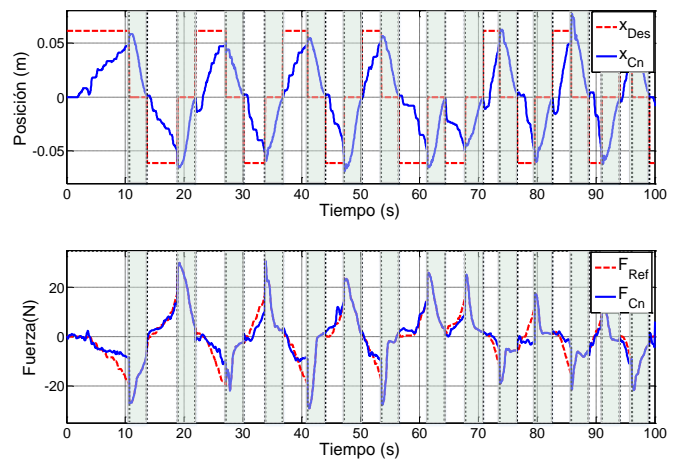 0.05
0
-0.05
Posición (m)
x_Des
x_Cn
0 10 20 30 40 50 60 70 80 90 100
Tiempo (s)
20
0
-20
Fuerza(N)
F_Ref
F_Cn
0 10 20 30 40 50 60 70 80 90 100
Tiempo (s)